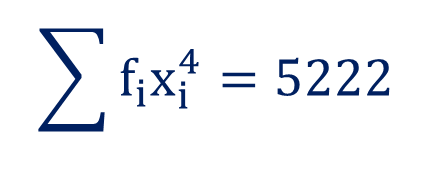 ∑ fᵢxᵢ⁴ = 5222